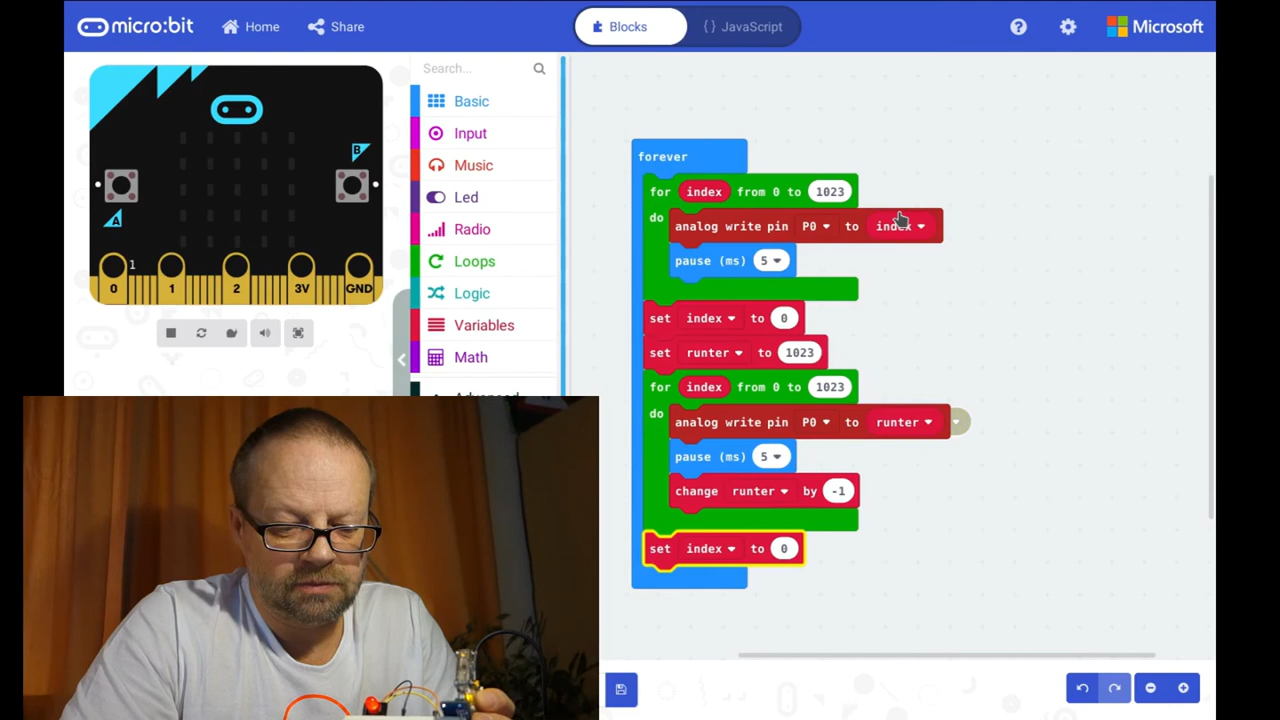 micro:bit Home Share Blocks { } JavaScript ? Microsoft
Search...
Basic
Input
Music
Led
Radio
Loops
Logic
Variables
Math
B
A
1
0 1 2 3V GND
forever
for index from 0 to 1023
do analog write pin P0 to index
pause (ms) 5
set index to 0
set runter to 1023
for index from 0 to 1023
do analog write pin P0 to runter
pause (ms) 5
change runter by -1
set index to 0